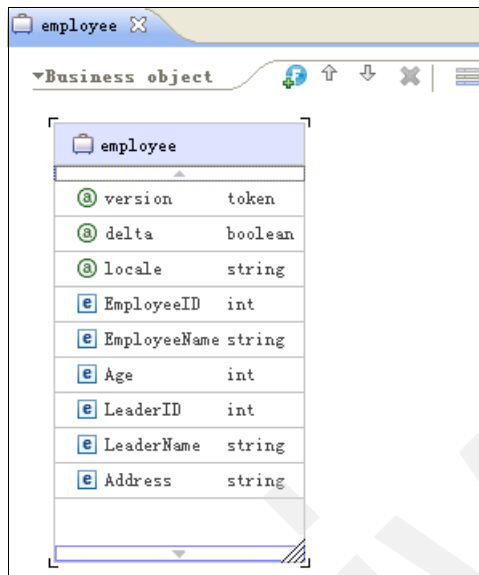 employee
Business object
employee
version token
delta boolean
locale string
EmployeeID int
EmployeeName string
Age int
LeaderID int
LeaderName string
Address string